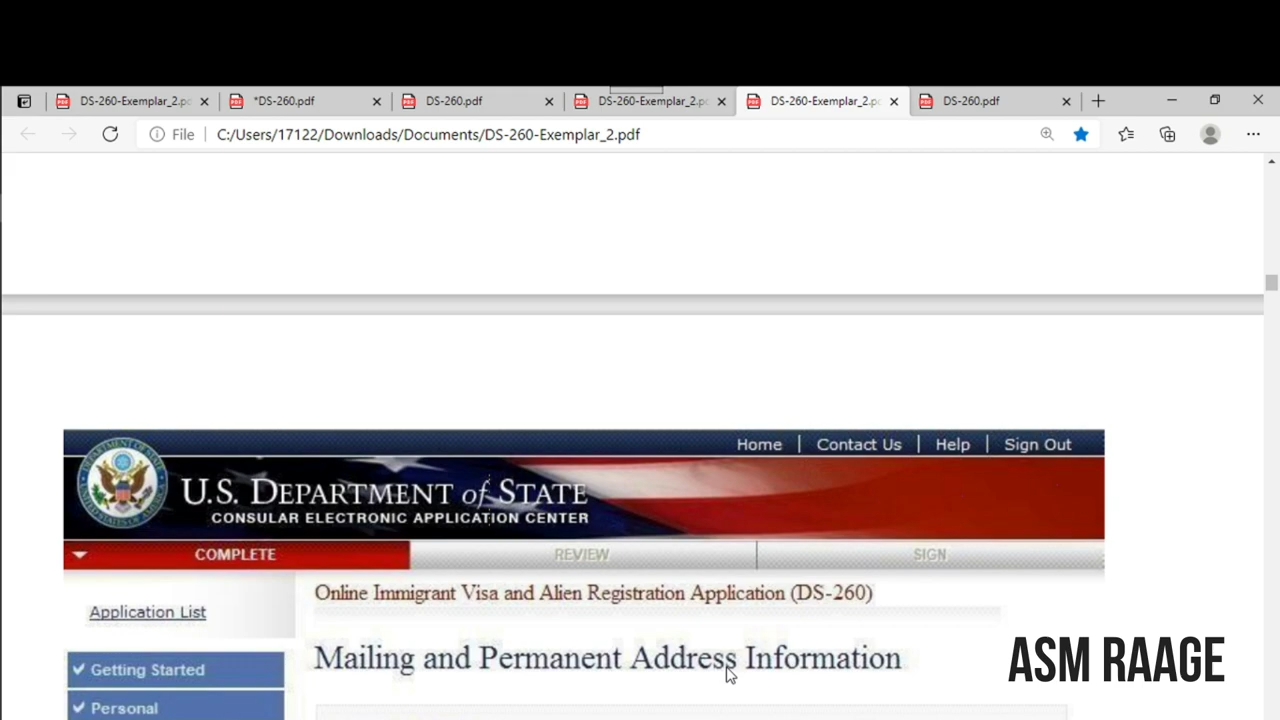 DS-260-Exemplar_2.pd
*DS-260.pdf
DS-260.pdf
DS-260-Exemplar_2.pd
DS-260-Exemplar_2.pd
DS-260.pdf
File C:/Users/17122/Downloads/Documents/DS-260-Exemplar_2.pdf
Home | Contact Us | Help | Sign Out
U.S. DEPARTMENT of STATE
CONSULAR ELECTRONIC APPLICATION CENTER
COMPLETE REVIEW SIGN
Online Immigrant Visa and Alien Registration Application (DS-260)
Application List
Mailing and Permanent Address Information
Getting Started
Personal
ASM RAAGE